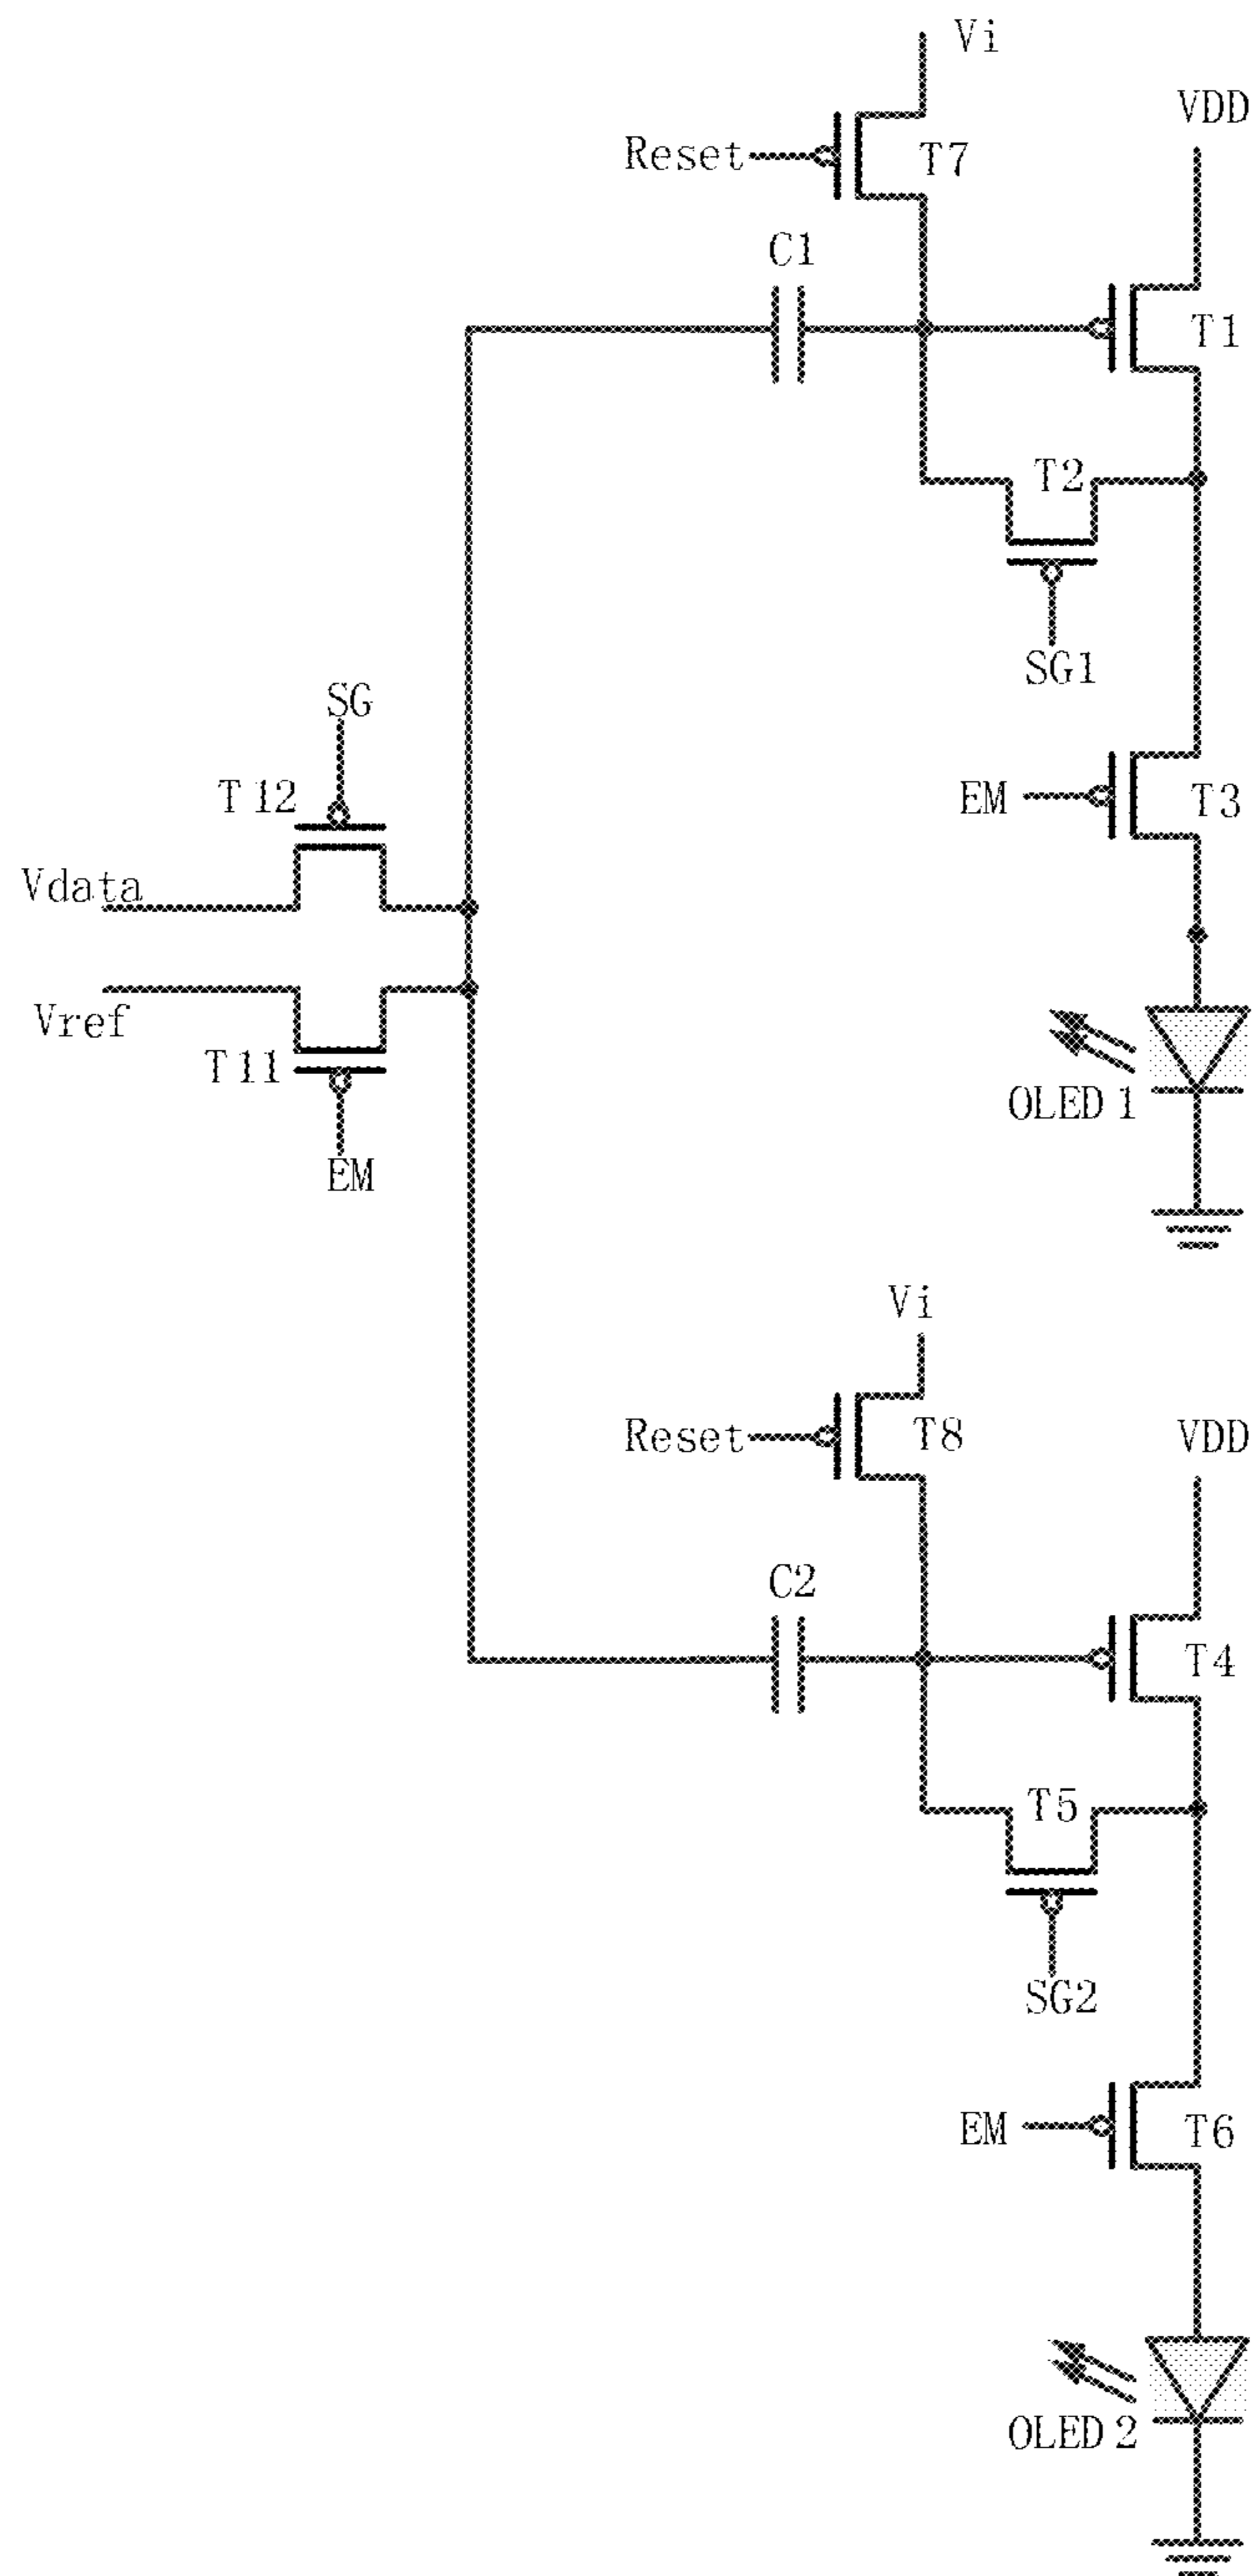 Vi
VDD
Reset
T7
C1
T1
T2
SG1
SG
T12
EM
T3
Vdata
Vref
T11
OLED 1
EM
Vi
Reset
T8
VDD
C2
T4
T5
SG2
EM
T6
OLED 2